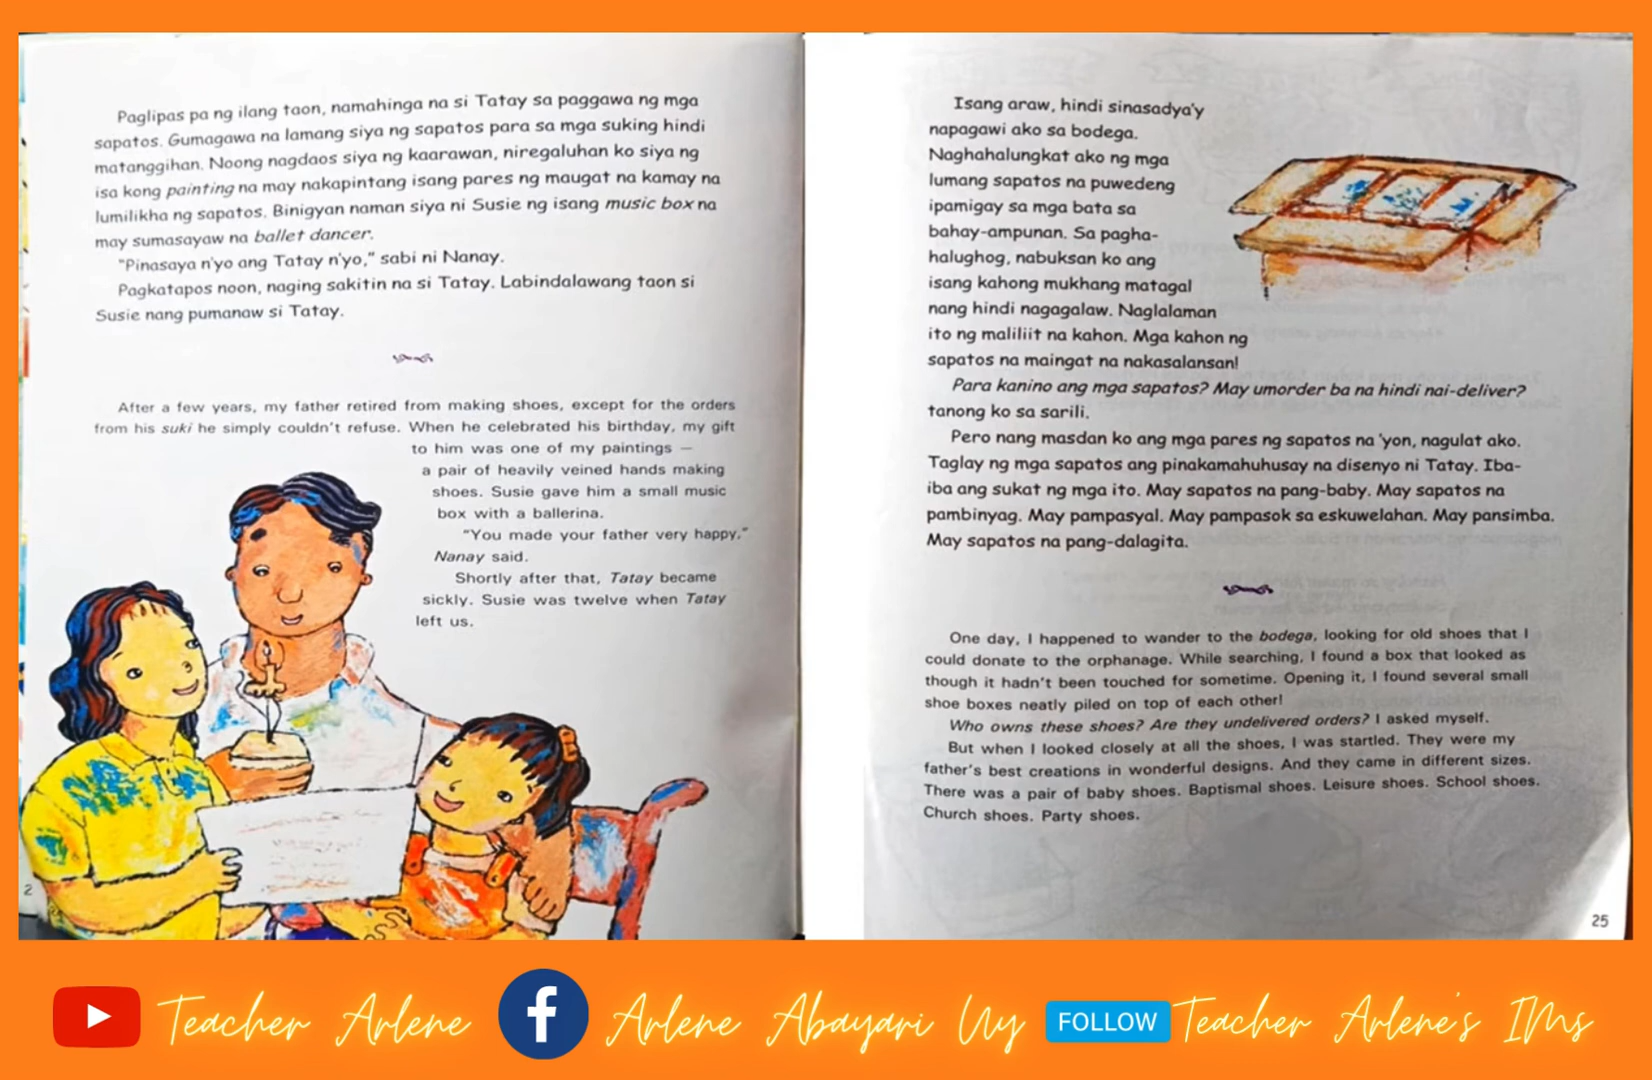 Paglipas pa ng ilang taon, namahinga na si Tatay sa paggawa ng mga
sapatos. Gumagawa na lamang siya ng sapatos para sa mga suking hindi
matanggihan. Noong nagdaos siya ng kaarawan, niregaluhan ko siya ng
isa kong painting na may nakapintang isang pares ng maugat na kamay na
lumilikha ng sapatos. Binigyan naman siya ni Susie ng isang music box na
may sumasayaw na ballet dancer.
"Pinasaya n'yo ang Tatay n'yo," sabi ni Nanay.
Pagkatapos noon, naging sakitin na si Tatay. Labindalawang taon si
Susie nang pumanaw si Tatay.
After a few years, my father retired from making shoes, except for the orders
from his suki he simply couldn't refuse. When he celebrated his birthday, my gift
to him was one of my paintings —
a pair of heavily veined hands making
shoes. Susie gave him a small music
box with a ballerina.
"You made your father very happy,"
Nanay said.
Shortly after that, Tatay became
sickly. Susie was twelve when Tatay
left us.
2
Isang araw, hindi sinasadya'y
napagawi ako sa bodega.
Naghahalungkat ako ng mga
lumang sapatos na puwedeng
ipamigay sa mga bata sa
bahay-ampunan. Sa pagha-
halughog, nabuksan ko ang
isang kahong mukhang matagal
nang hindi nagagalaw. Naglalaman
ito ng maliliit na kahon. Mga kahon ng
sapatos na maingat na nakasalansan!
Para kanino ang mga sapatos? May umorder ba na hindi nai-deliver?
tanong ko sa sarili.
Pero nang masdan ko ang mga pares ng sapatos na 'yon, nagulat ako.
Taglay ng mga sapatos ang pinakamahuhusay na disenyo ni Tatay. Iba-
iba ang sukat ng mga ito. May sapatos na pang-baby. May sapatos na
pambinyag. May pampasyal. May pampasok sa eskuwelahan. May pansimba.
May sapatos na pang-dalagita.
One day, I happened to wander to the bodega, looking for old shoes that I
could donate to the orphanage. While searching, I found a box that looked as
though it hadn't been touched for sometime. Opening it, I found several small
shoe boxes neatly piled on top of each other!
Who owns these shoes? Are they undelivered orders? I asked myself.
But when I looked closely at all the shoes, I was startled. They were my
father's best creations in wonderful designs. And they came in different sizes.
There was a pair of baby shoes. Baptismal shoes. Leisure shoes. School shoes.
Church shoes. Party shoes.
25
Teacher Arlene f Arlene Abayari Uy FOLLOW Teacher Arlene's IMs